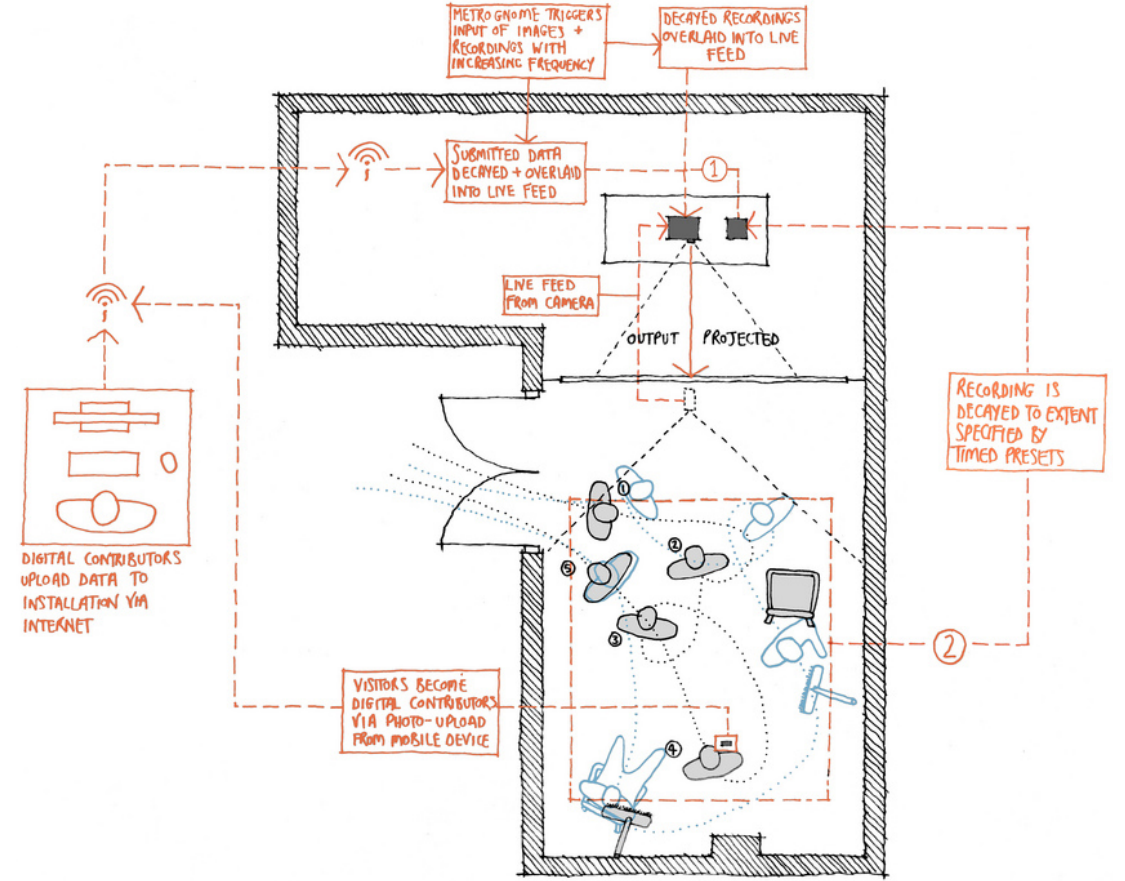 METROGNOME TRIGGERS
INPUT OF IMAGES +
RECORDINGS WITH
INCREASING FREQUENCY
DECAYED RECORDINGS
OVERLAID INTO LIVE
FEED
SUBMITTED DATA
DECAYED + OVERLAID
INTO LIVE FEED
1
LIVE FEED
FROM CAMERA
OUTPUT PROJECTED
RECORDING IS
DECAYED TO EXTENT
SPECIFIED BY
TIMED PRESETS
DIGITAL CONTRIBUTORS
UPLOAD DATA TO
INSTALLATION VIA
INTERNET
1
2
5
3
2
VISITORS BECOME
DIGITAL CONTRIBUTORS
VIA PHOTO-UPLOAD
FROM MOBILE DEVICE
4